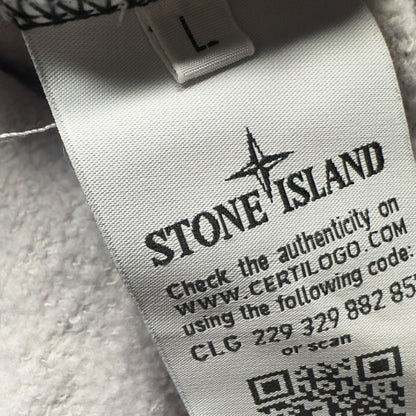 L
STONE ISLAND
Check the authenticity on
WWW.CERTILOGO.COM
using the following code:
CLG 229 329 882 85
or scan